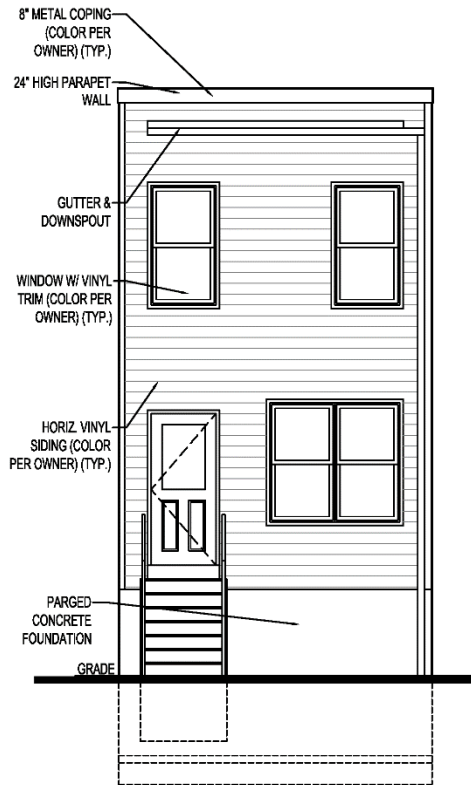 8" METAL COPING
(COLOR PER
OWNER) (TYP.)
24" HIGH PARAPET
WALL
GUTTER &
DOWNSPOUT
WINDOW W/ VINYL
TRIM (COLOR PER
OWNER) (TYP.)
HORIZ. VINYL
SIDING (COLOR
PER OWNER) (TYP.)
PARGED
CONCRETE
FOUNDATION
GRADE